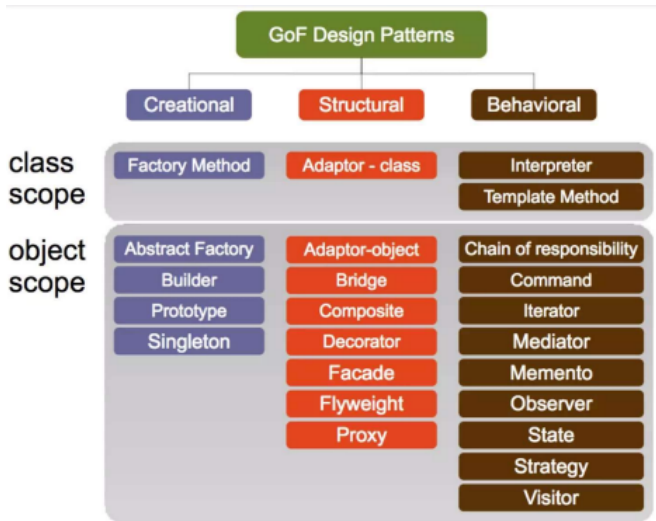 GoF Design Patterns
Creational Structural Behavioral
class
scope
Factory Method Adaptor - class Interpreter
Template Method
object
scope
Abstract Factory Adaptor-object Chain of responsibility
Builder Bridge Command
Prototype Composite Iterator
Singleton Decorator Mediator
Facade Memento
Flyweight Observer
Proxy State
Strategy
Visitor